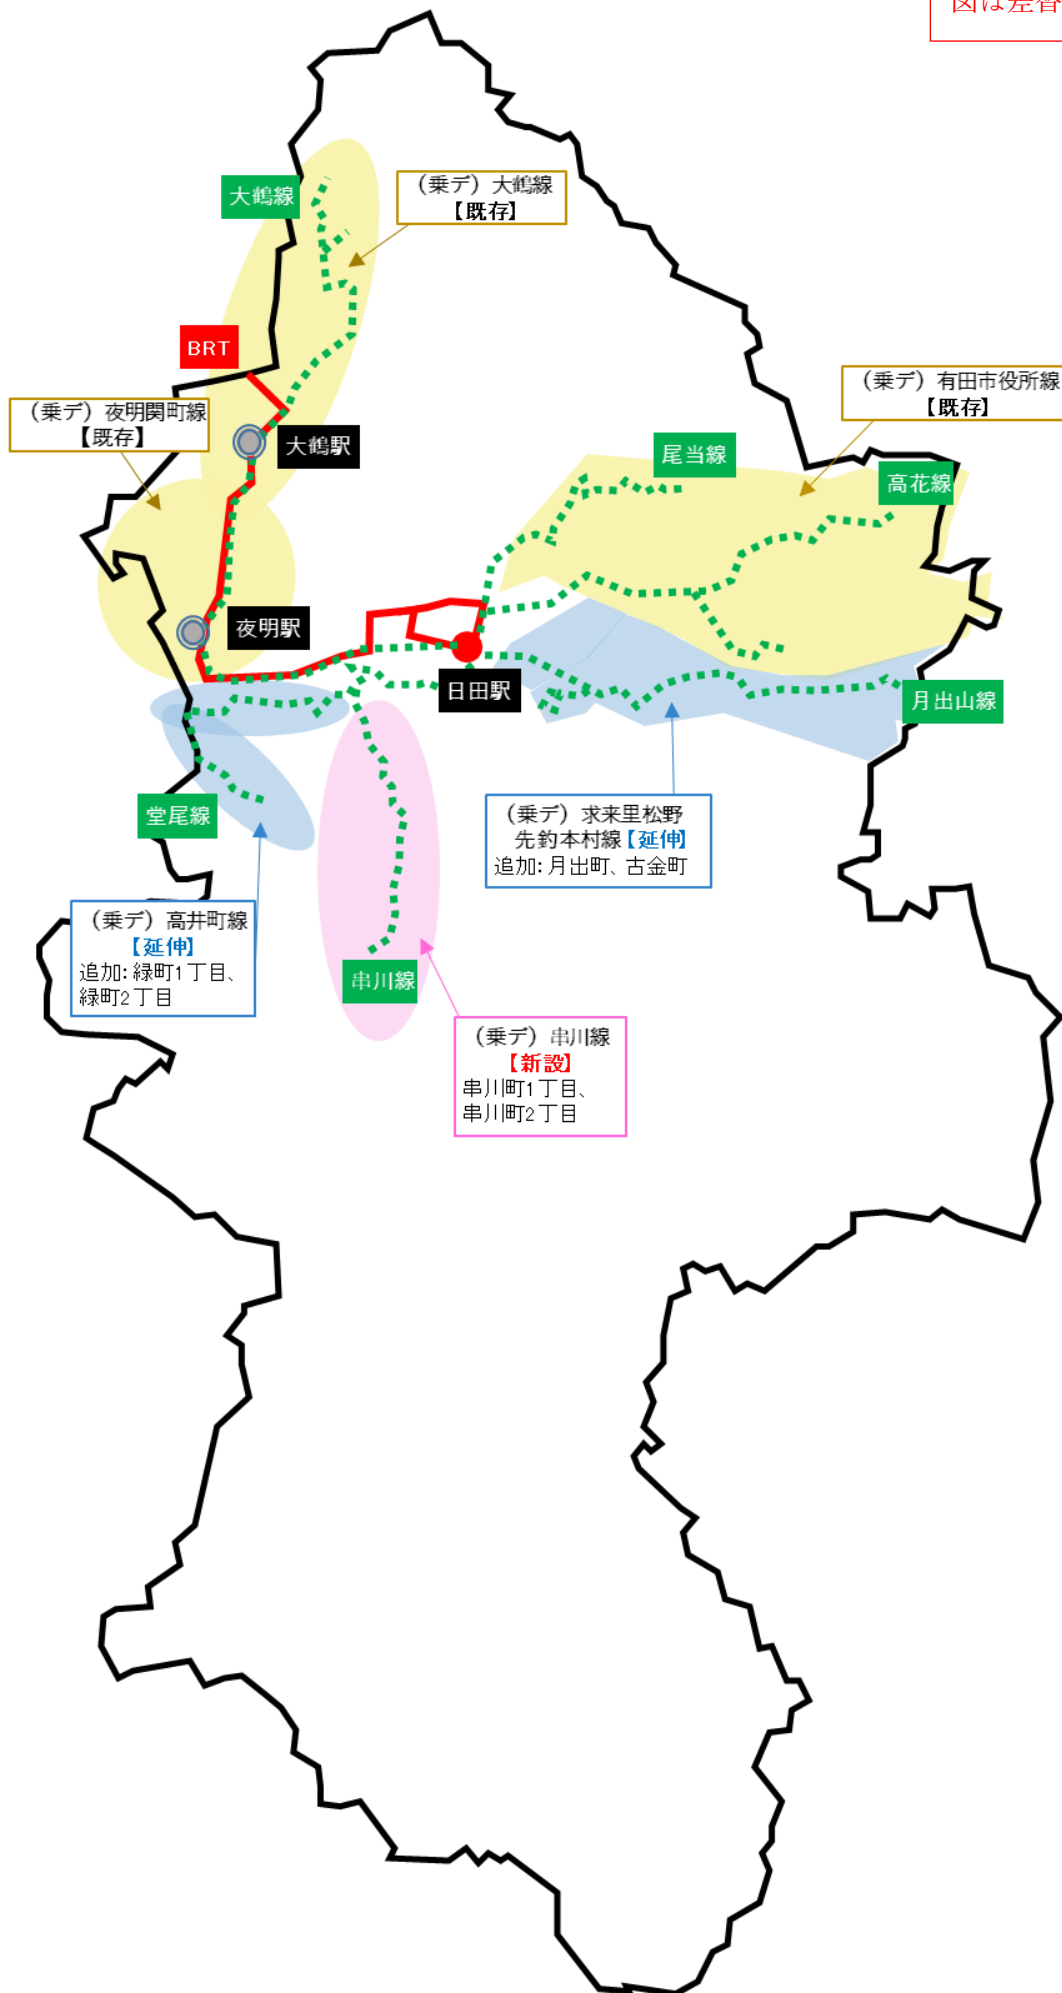 図は差替
大鶴線
（乗デ）大鶴線
【既存】
BRT
（乗デ）有田市役所線
【既存】
（乗デ）夜明関町線
【既存】
大鶴駅
尾当線
高花線
夜明駅
日田駅
月出山線
堂尾線
（乗デ）求来里松野
先釣本村線【延伸】
追加：月出町、古金町
（乗デ）高井町線
【延伸】
追加：緑町1丁目、
緑町2丁目
串川線
（乗デ）串川線
【新設】
串川町1丁目、
串川町2丁目